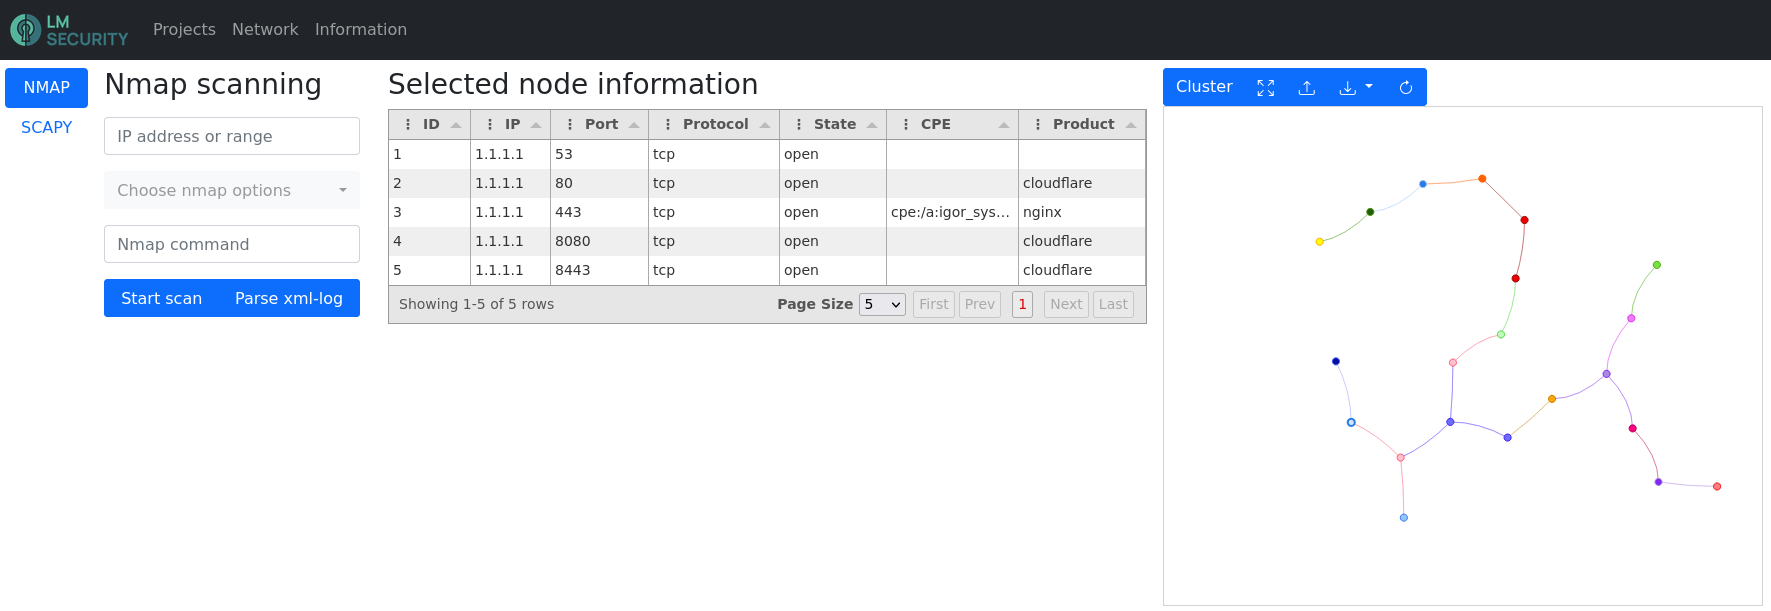 LM
SECURITY
Projects Network Information
NMAP
SCAPY
Nmap scanning
IP address or range
Choose nmap options
Nmap command
Start scan Parse xml-log
Selected node information
ID IP Port Protocol State CPE Product
1 1.1.1.1 53 tcp open
2 1.1.1.1 80 tcp open cloudflare
3 1.1.1.1 443 tcp open cpe:/a:igor_sys... nginx
4 1.1.1.1 8080 tcp open cloudflare
5 1.1.1.1 8443 tcp open cloudflare
Showing 1-5 of 5 rows Page Size 5 First Prev 1 Next Last
Cluster